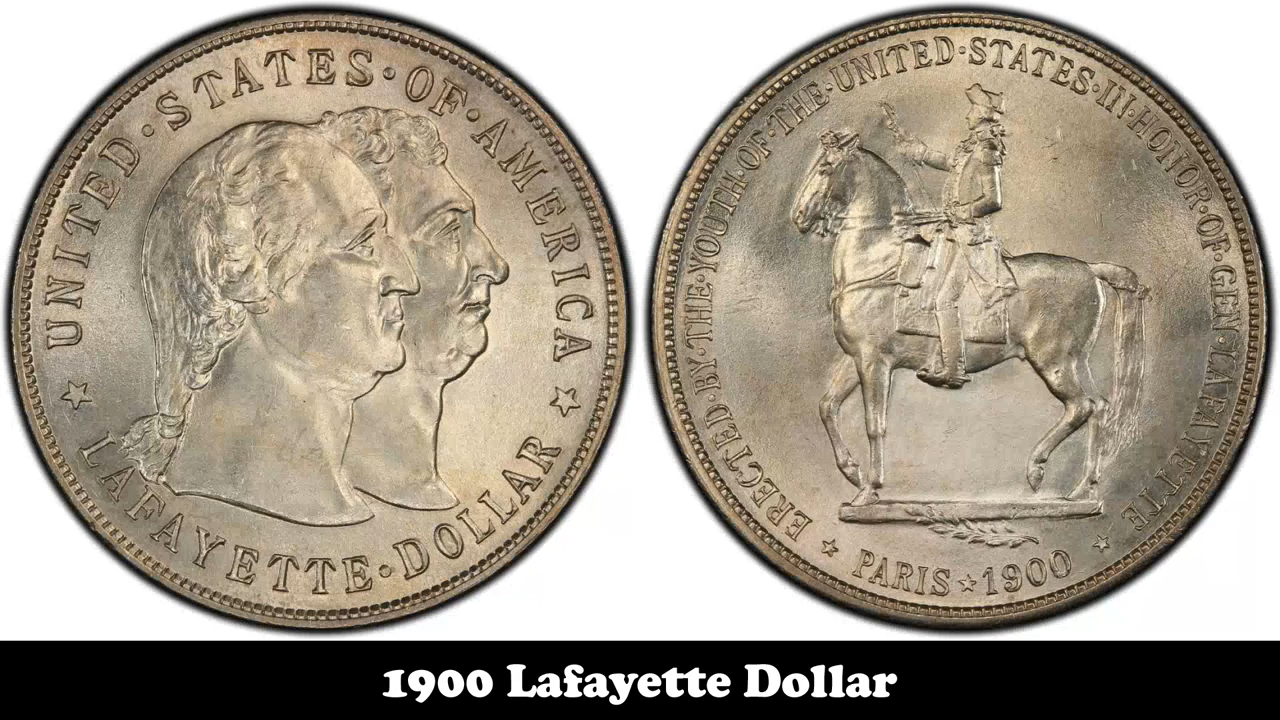 UNITED·STATES·OF·AMERICA
LAFAYETTE·DOLLAR
ERECTED·BY·THE·YOUTH·OF·THE·UNITED·STATES·IN·HONOR·OF·GEN·LAFAYETTE
PARIS★1900
1900 Lafayette Dollar